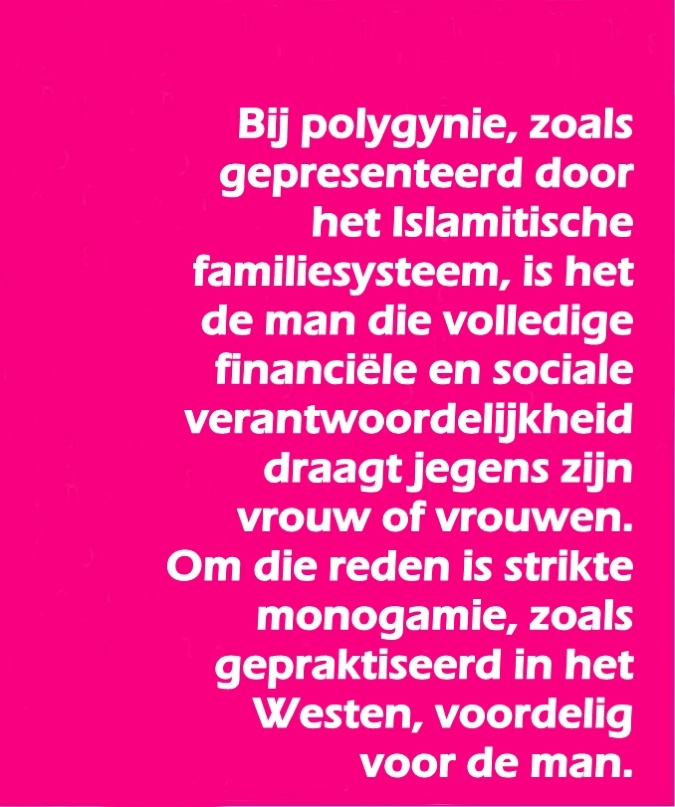 Bij polygynie, zoals
gepresenteerd door
het Islamitische
familiesysteem, is het
de man die volledige
financiële en sociale
verantwoordelijkheid
draagt jegens zijn
vrouw of vrouwen.
Om die reden is strikte
monogamie, zoals
gepraktiseerd in het
Westen, voordelig
voor de man.